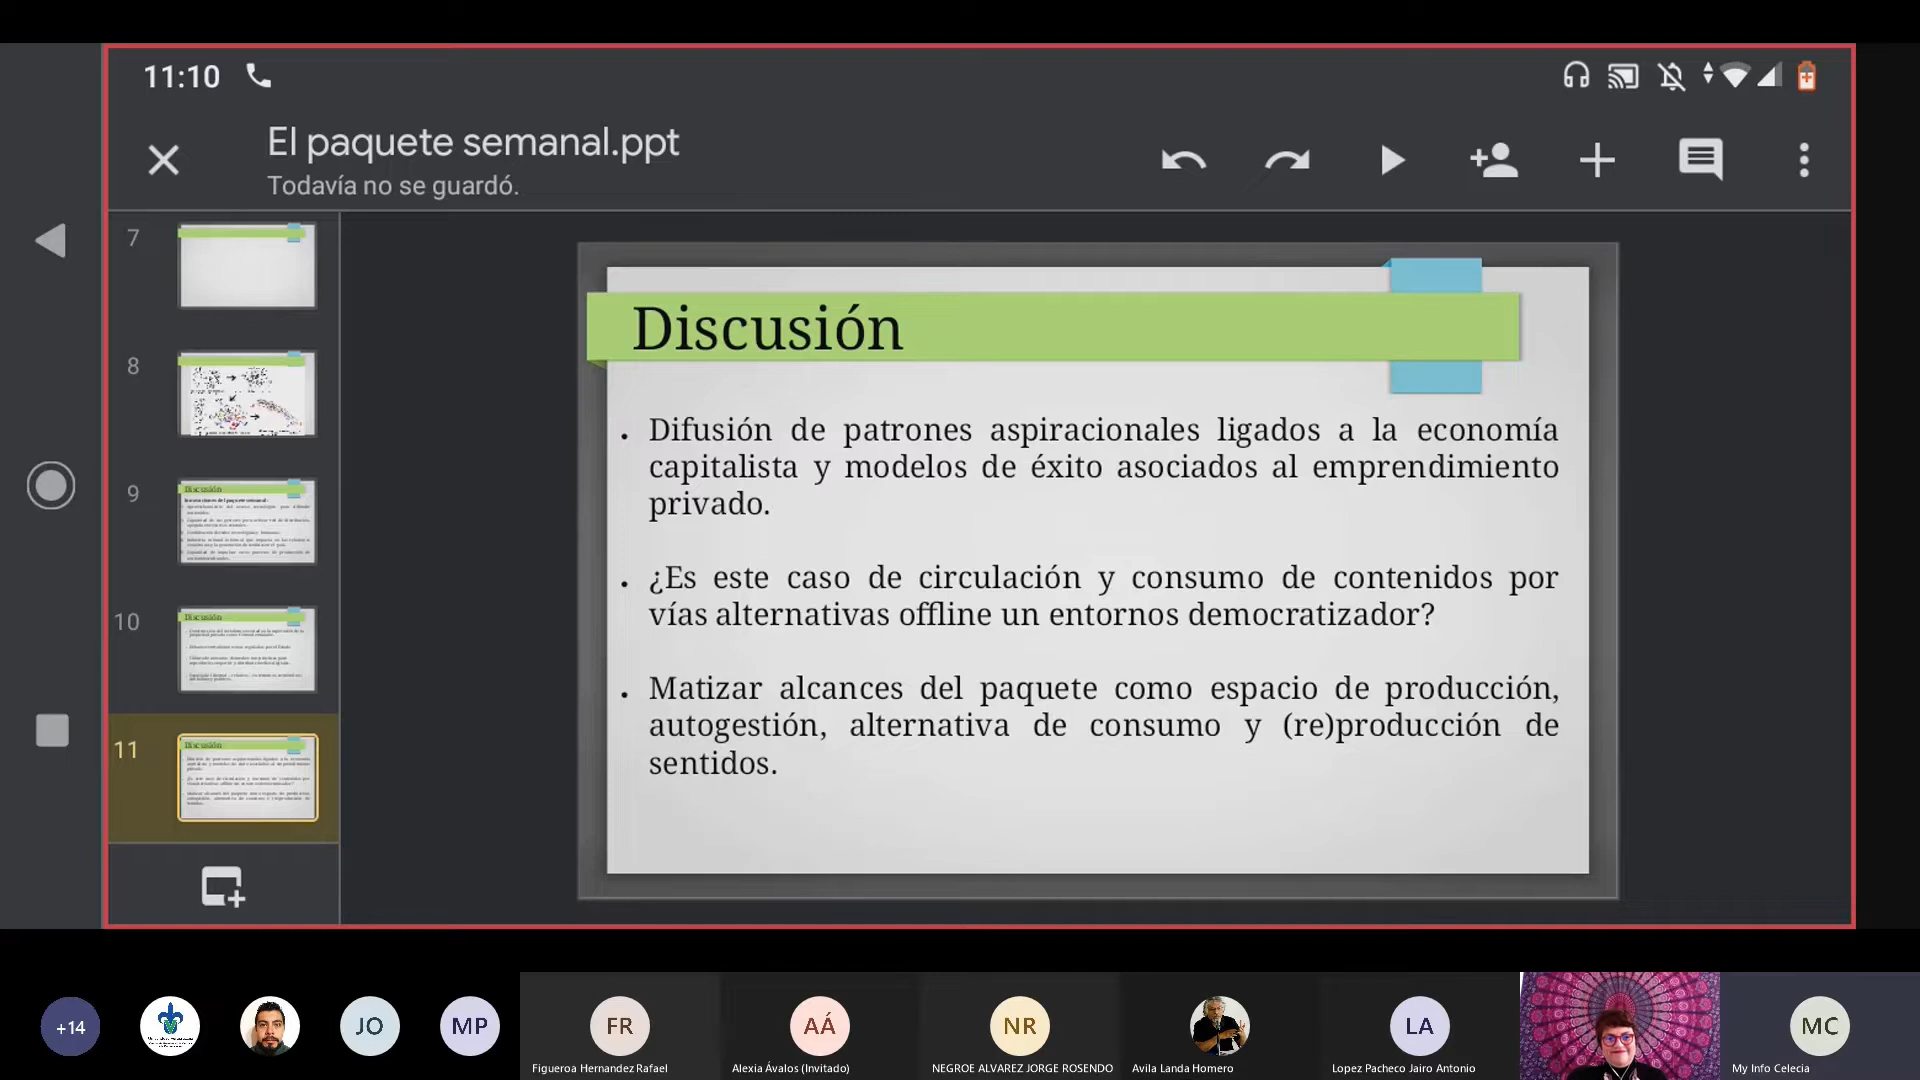 11:10
El paquete semanal.ppt
Todavía no se guardó.
7
8
9
Discusión
10
Discusión
11
Discusión
Discusión
• Difusión de patrones aspiracionales ligados a la economía
capitalista y modelos de éxito asociados al emprendimiento
privado.
• ¿Es este caso de circulación y consumo de contenidos por
vías alternativas offline un entornos democratizador?
• Matizar alcances del paquete como espacio de producción,
autogestión, alternativa de consumo y (re)producción de
sentidos.
+14
JO
MP
FR
AÁ
NR
LA
MC
Figueroa Hernandez Rafael
Alexia Ávalos (Invitado)
NEGROE ALVAREZ JORGE ROSENDO
Avila Landa Homero
Lopez Pacheco Jairo Antonio
My Info Celecia